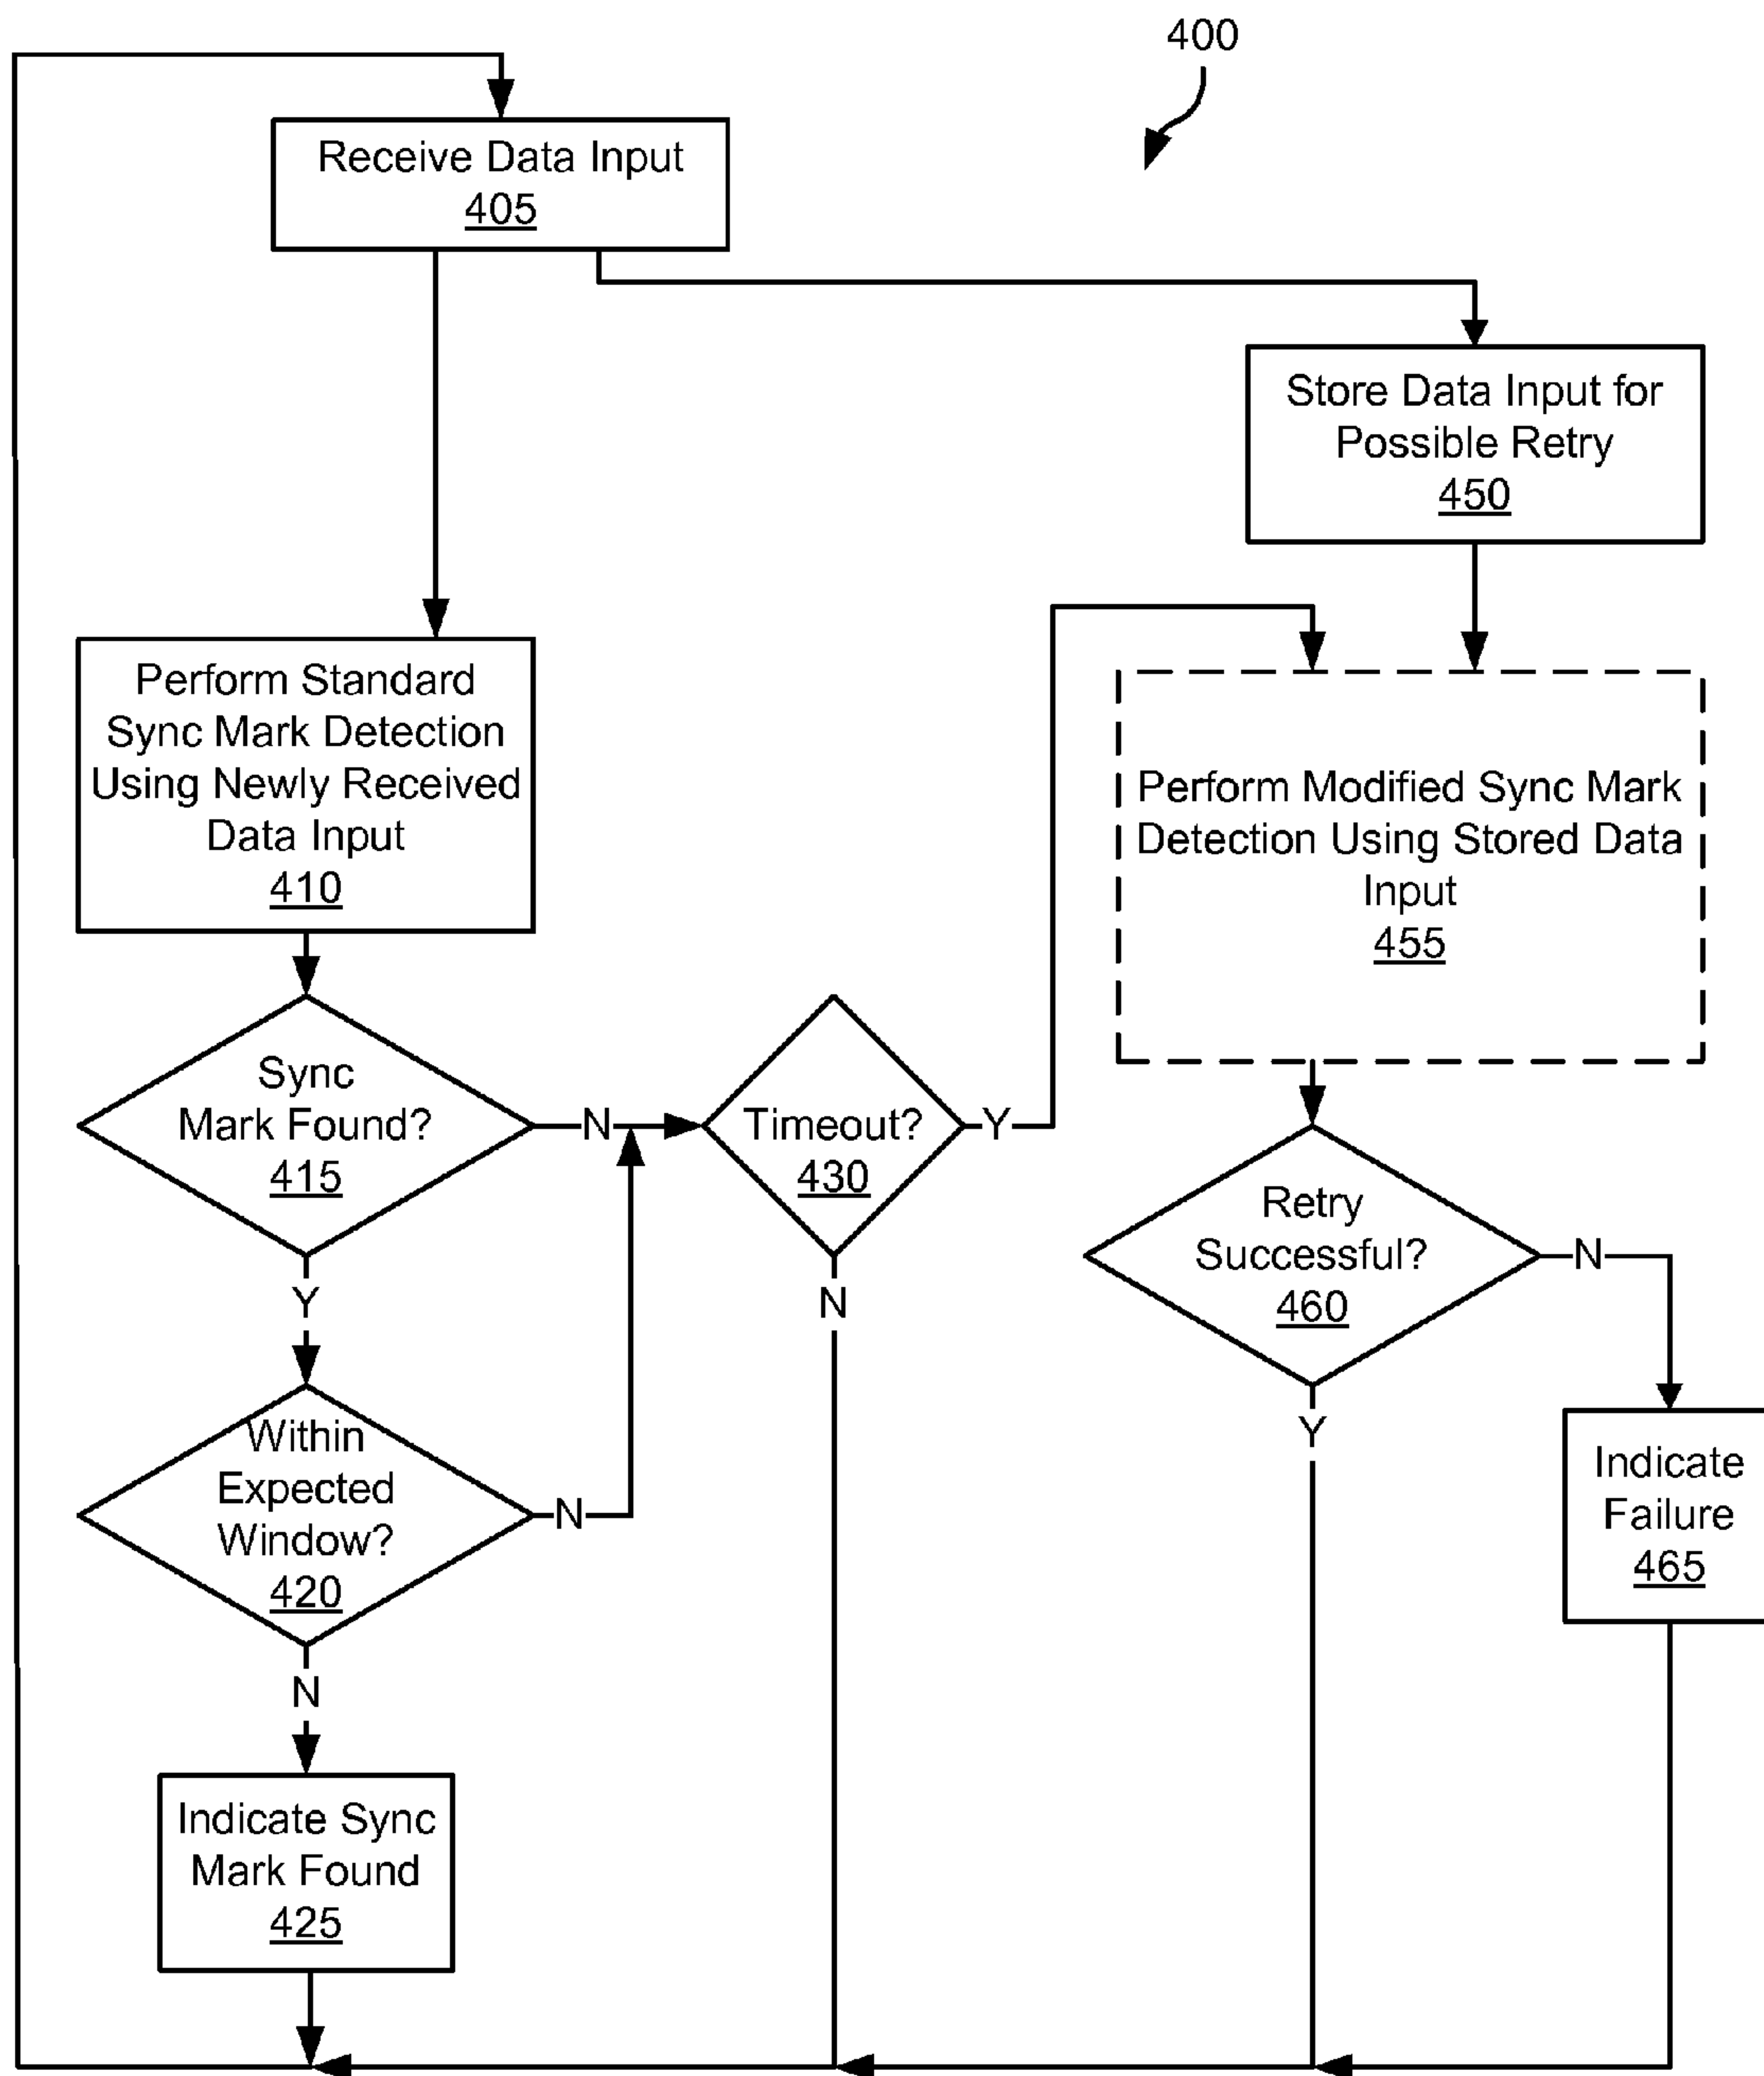 400
Receive Data Input
405
Store Data Input for
Possible Retry
450
Perform Standard
Sync Mark Detection
Using Newly Received
Data Input
410
Perform Modified Sync Mark
Detection Using Stored Data
Input
455
Sync
Mark Found?
415
N
Y
Timeout?
430
Y
N
Retry
Successful?
460
N
Y
Within
Expected
Window?
420
N
N
Indicate
Failure
465
Indicate Sync
Mark Found
425